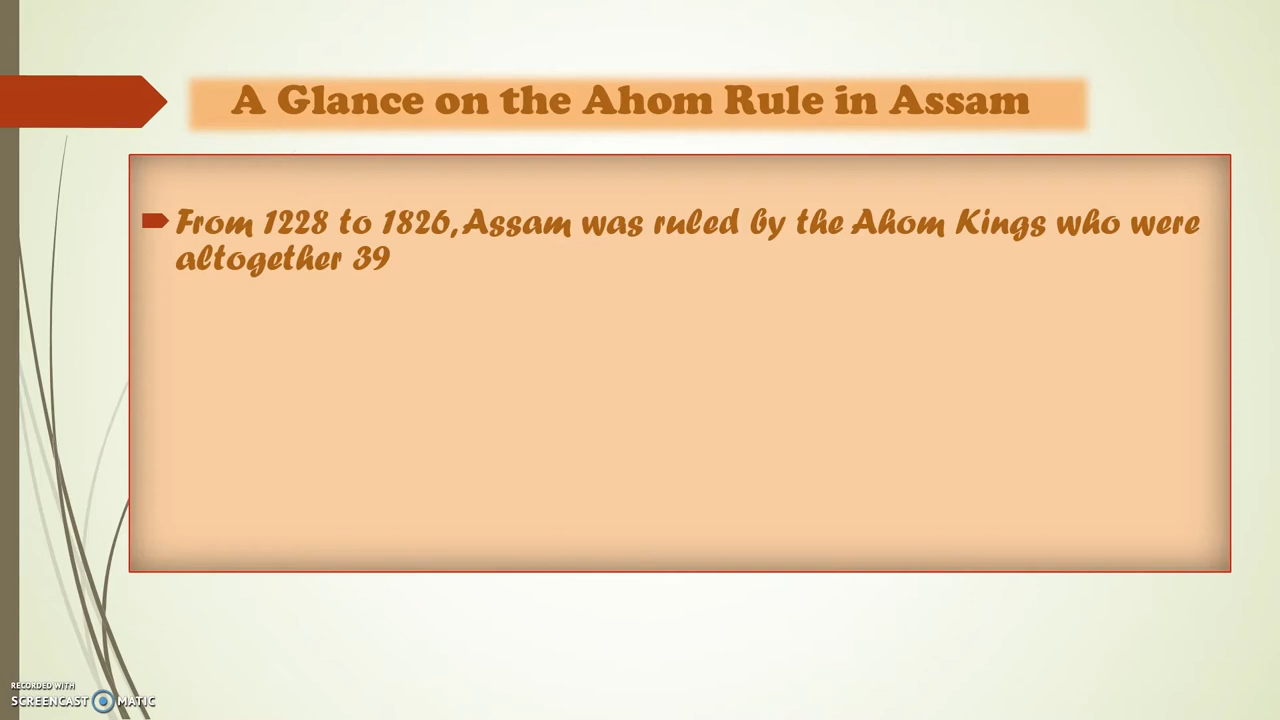 A Glance on the Ahom Rule in Assam
From 1228 to 1826, Assam was ruled by the Ahom Kings who were
altogether 39
RECORDED WITH
SCREENCAST MATIC